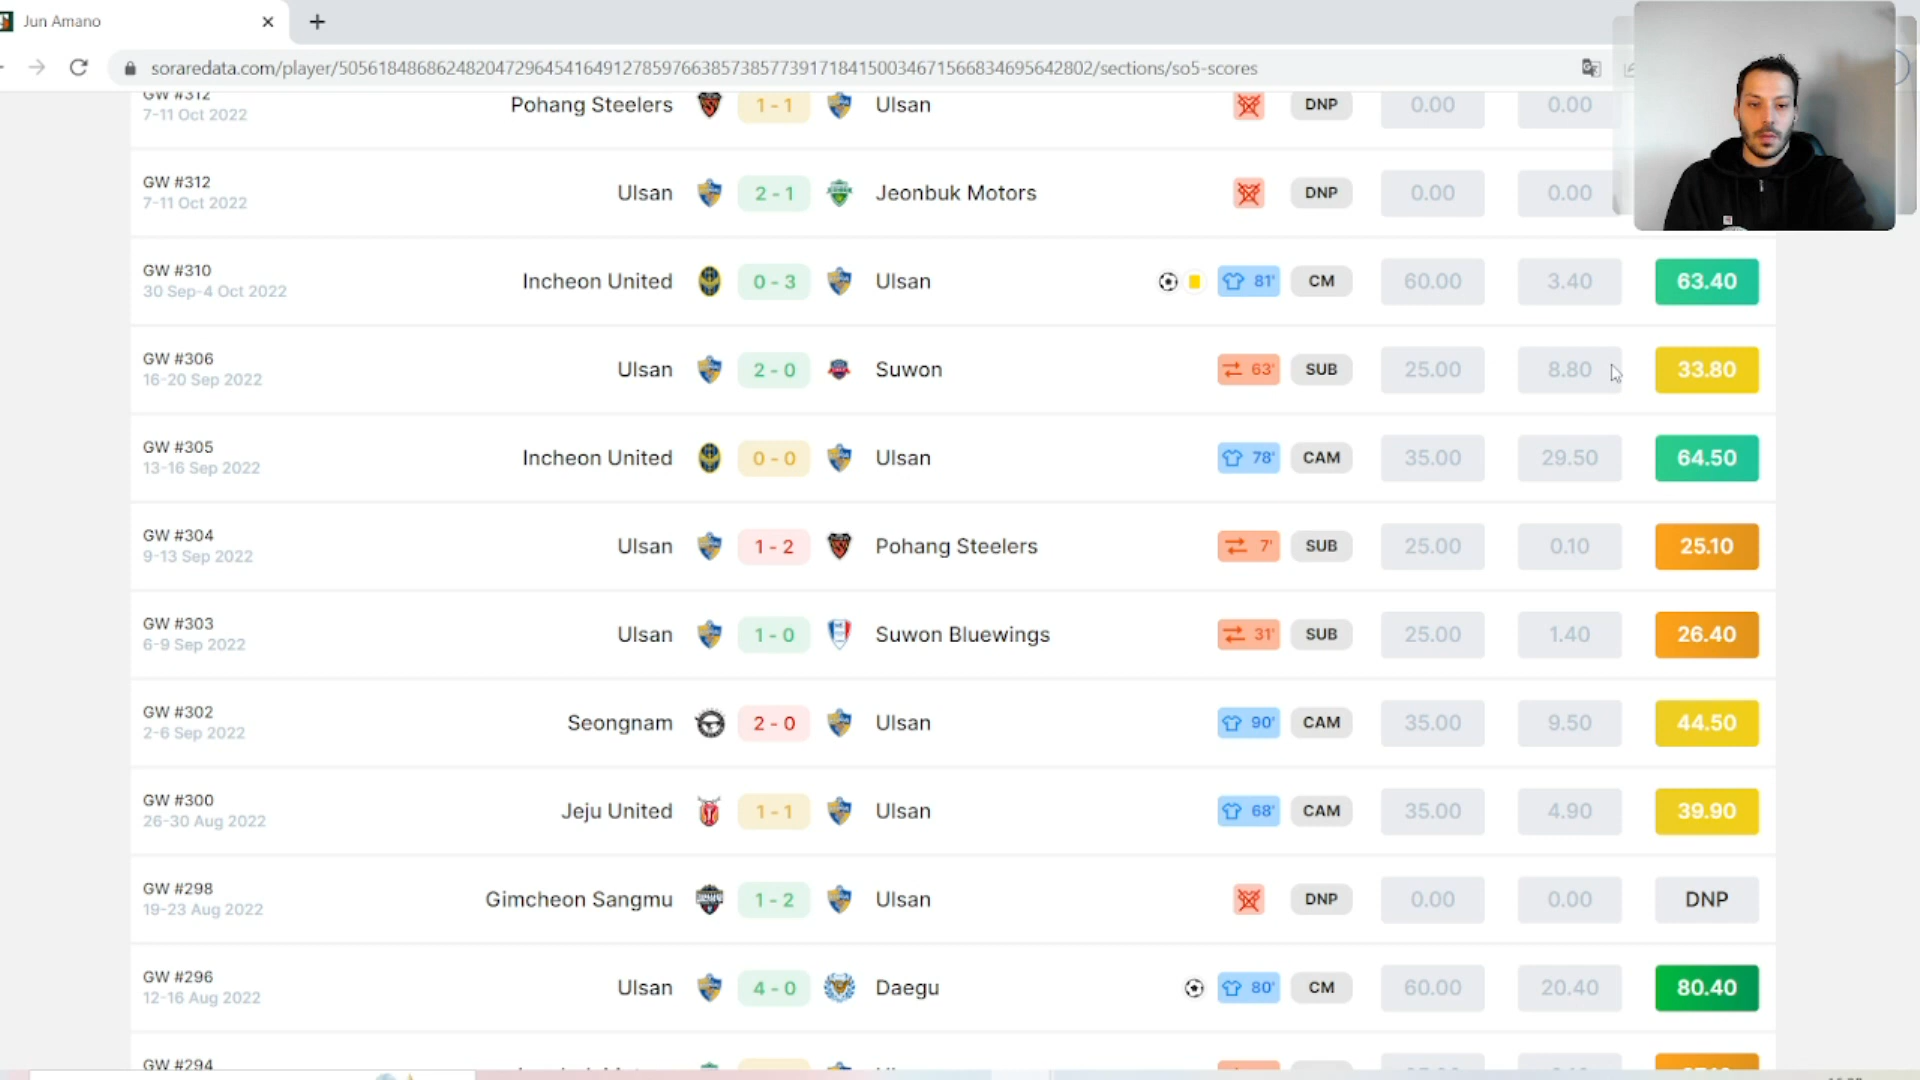 Jun Amano
soraredata.com/player/50561848686248204729645416491278597663857385773917184150034671566834695642802/sections/so5-scores
GW #312
7-11 Oct 2022
Pohang Steelers 1 - 1 Ulsan DNP 0.00 0.00
GW #312
7-11 Oct 2022
Ulsan 2 - 1 Jeonbuk Motors DNP 0.00 0.00
GW #310
30 Sep-4 Oct 2022
Incheon United 0 - 3 Ulsan 81' CM 60.00 3.40 63.40
GW #306
16-20 Sep 2022
Ulsan 2 - 0 Suwon 63' SUB 25.00 8.80 33.80
GW #305
13-16 Sep 2022
Incheon United 0 - 0 Ulsan 78' CAM 35.00 29.50 64.50
GW #304
9-13 Sep 2022
Ulsan 1 - 2 Pohang Steelers 7' SUB 25.00 0.10 25.10
GW #303
6-9 Sep 2022
Ulsan 1 - 0 Suwon Bluewings 31' SUB 25.00 1.40 26.40
GW #302
2-6 Sep 2022
Seongnam 2 - 0 Ulsan 90' CAM 35.00 9.50 44.50
GW #300
26-30 Aug 2022
Jeju United 1 - 1 Ulsan 68' CAM 35.00 4.90 39.90
GW #298
19-23 Aug 2022
Gimcheon Sangmu 1 - 2 Ulsan DNP 0.00 0.00 DNP
GW #296
12-16 Aug 2022
Ulsan 4 - 0 Daegu 80' CM 60.00 20.40 80.40
GW #294